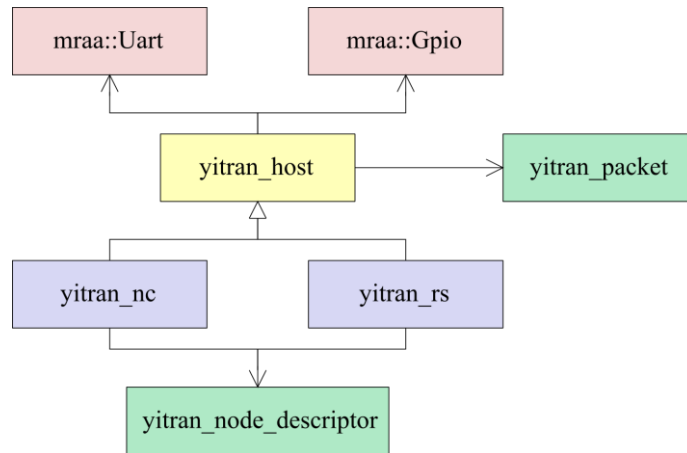 mraa::Uart
mraa::Gpio
yitran_host
yitran_packet
yitran_nc
yitran_rs
yitran_node_descriptor